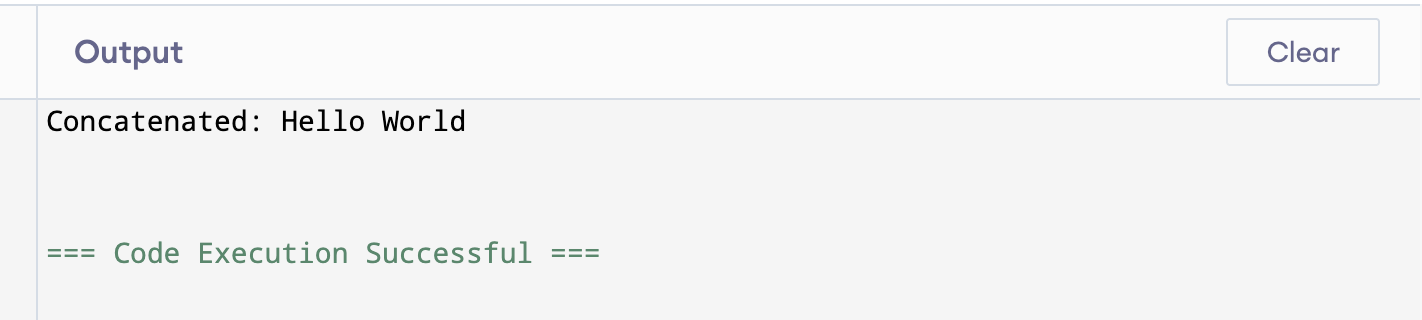 Output
Clear
Concatenated: Hello World
=== Code Execution Successful ===